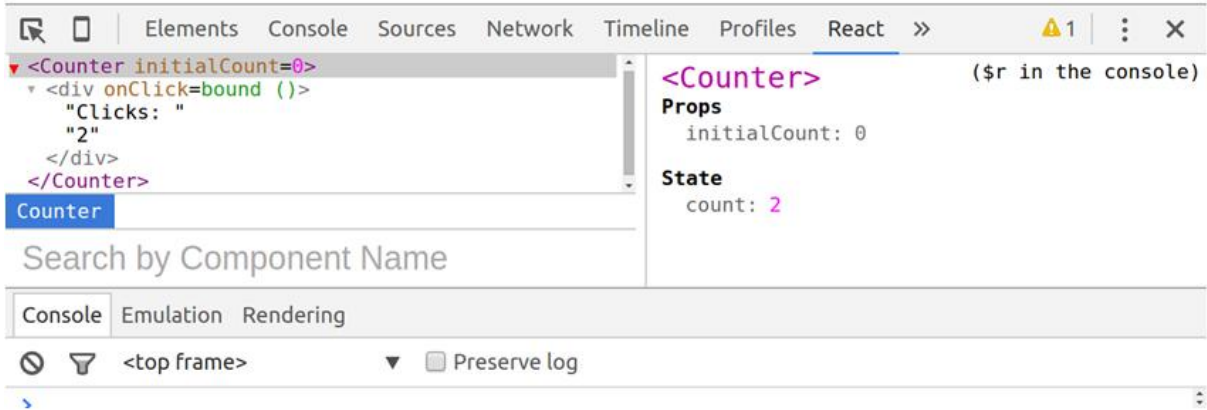 Elements Console Sources Network Timeline Profiles React » 1
<Counter initialCount=0>
<div onClick=bound ()>
"Clicks: "
"2"
</div>
</Counter>
Counter
Search by Component Name
<Counter> ($r in the console)
Props
initialCount: 0
State
count: 2
Console Emulation Rendering
<top frame> Preserve log